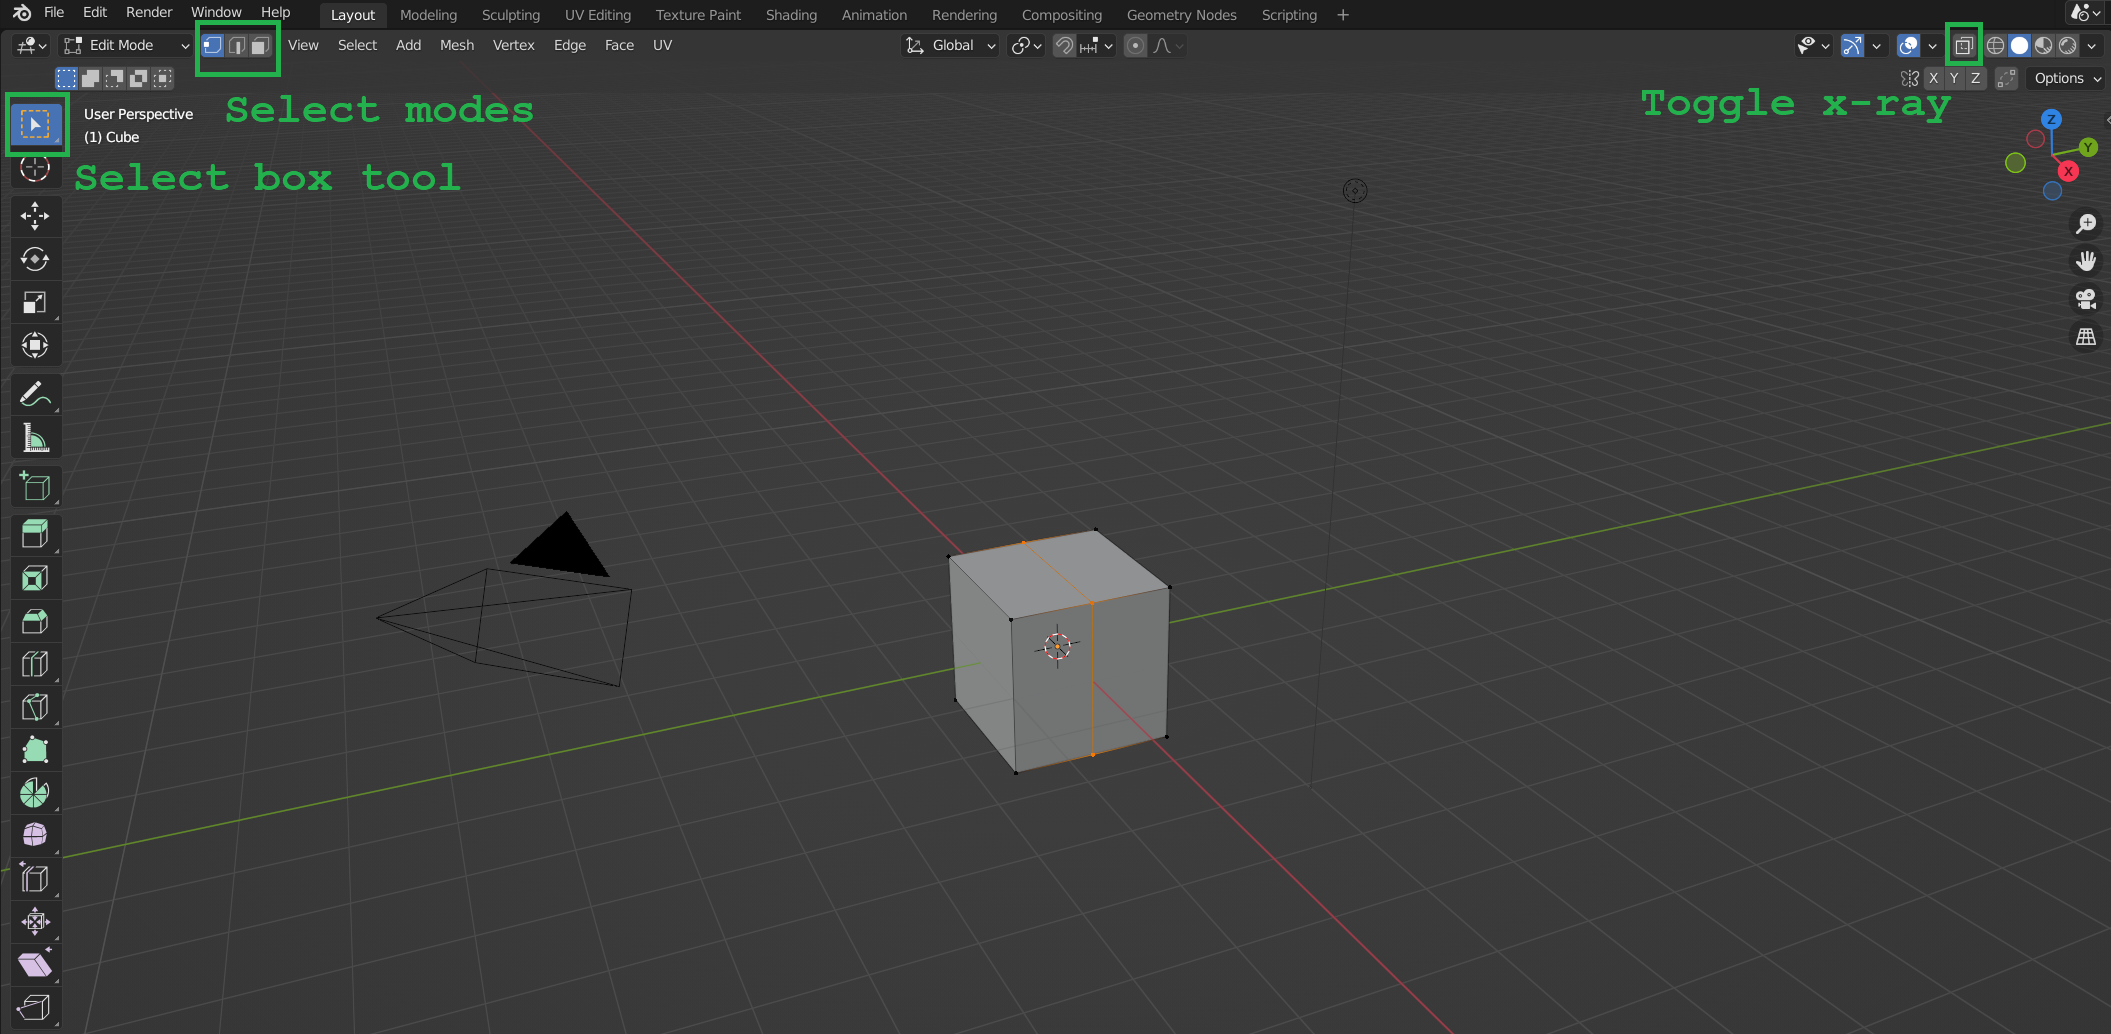 File Edit Render Window Help Layout Modeling Sculpting UV Editing Texture Paint Shading Animation Rendering Compositing Geometry Nodes Scripting +
Edit Mode View Select Add Mesh Vertex Edge Face UV Global
X Y Z Options
Select modes
Toggle x-ray
User Perspective
(1) Cube
Select box tool
Z
Y
X